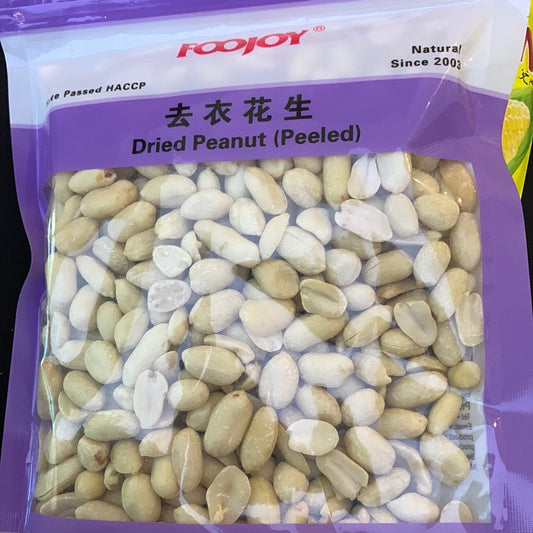 FOOJOY®
Natural
Since 2003
Passed HACCP
去衣花生
Dried Peanut (Peeled)